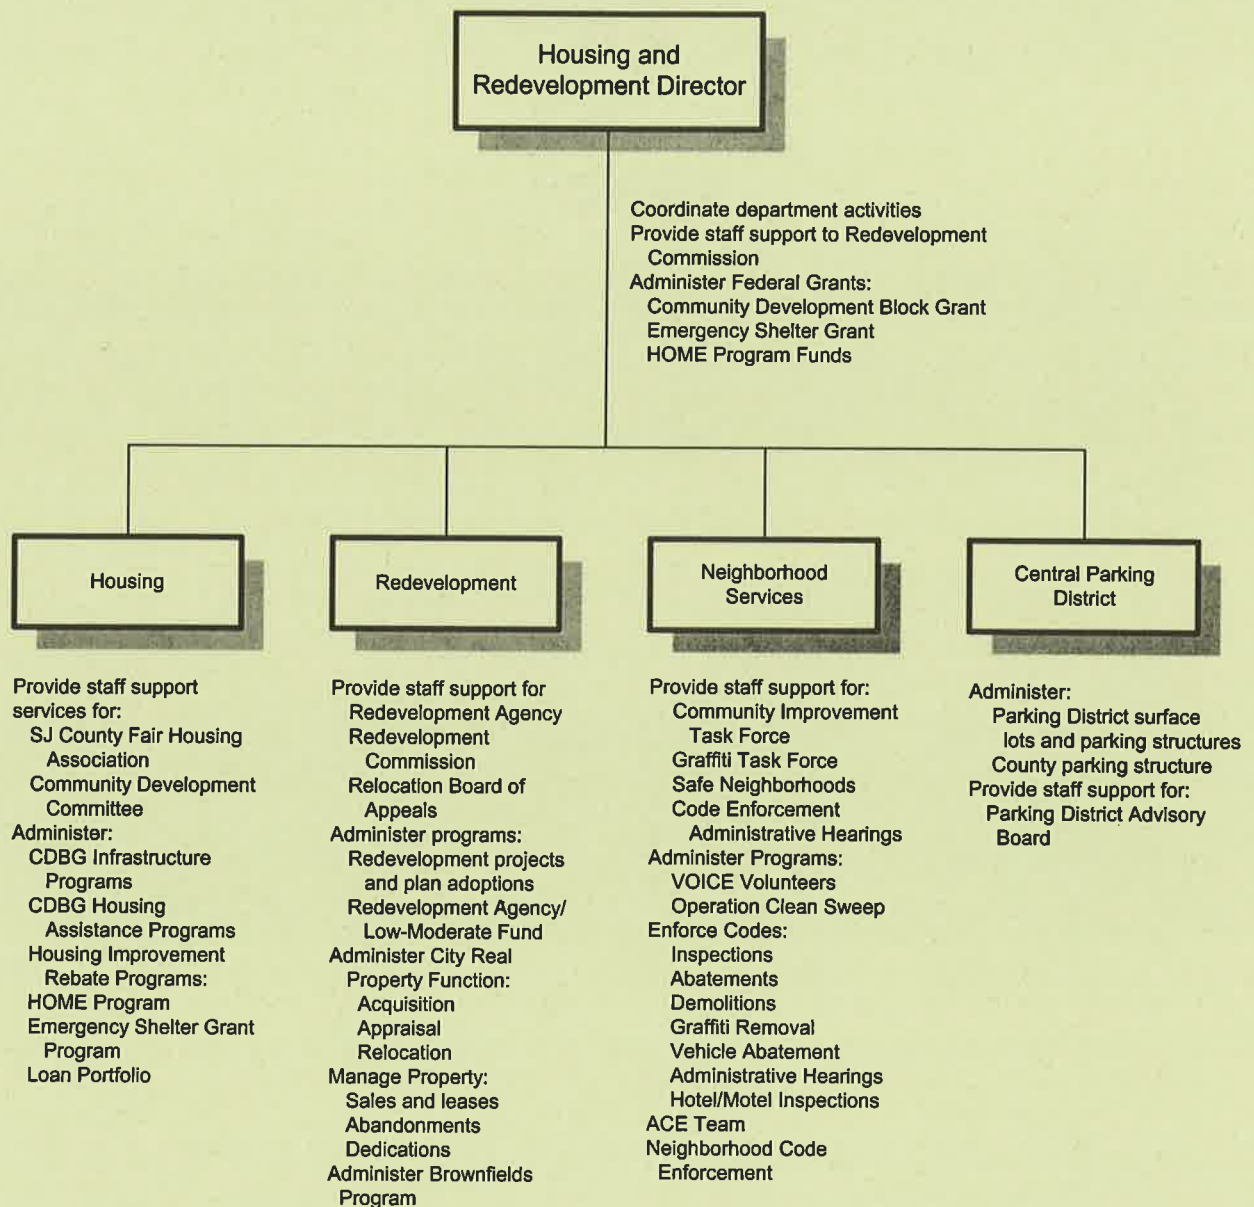 Housing and
Redevelopment Director
Coordinate department activities
Provide staff support to Redevelopment
Commission
Administer Federal Grants:
Community Development Block Grant
Emergency Shelter Grant
HOME Program Funds
Housing
Provide staff support
services for:
SJ County Fair Housing
Association
Community Development
Committee
Administer:
CDBG Infrastructure
Programs
CDBG Housing
Assistance Programs
Housing Improvement
Rebate Programs:
HOME Program
Emergency Shelter Grant
Program
Loan Portfolio
Redevelopment
Provide staff support for
Redevelopment Agency
Redevelopment
Commission
Relocation Board of
Appeals
Administer programs:
Redevelopment projects
and plan adoptions
Redevelopment Agency/
Low-Moderate Fund
Administer City Real
Property Function:
Acquisition
Appraisal
Relocation
Manage Property:
Sales and leases
Abandonments
Dedications
Administer Brownfields
Program
Neighborhood
Services
Provide staff support for:
Community Improvement
Task Force
Graffiti Task Force
Safe Neighborhoods
Code Enforcement
Administrative Hearings
Administer Programs:
VOICE Volunteers
Operation Clean Sweep
Enforce Codes:
Inspections
Abatements
Demolitions
Graffiti Removal
Vehicle Abatement
Administrative Hearings
Hotel/Motel Inspections
ACE Team
Neighborhood Code
Enforcement
Central Parking
District
Administer:
Parking District surface
lots and parking structures
County parking structure
Provide staff support for:
Parking District Advisory
Board